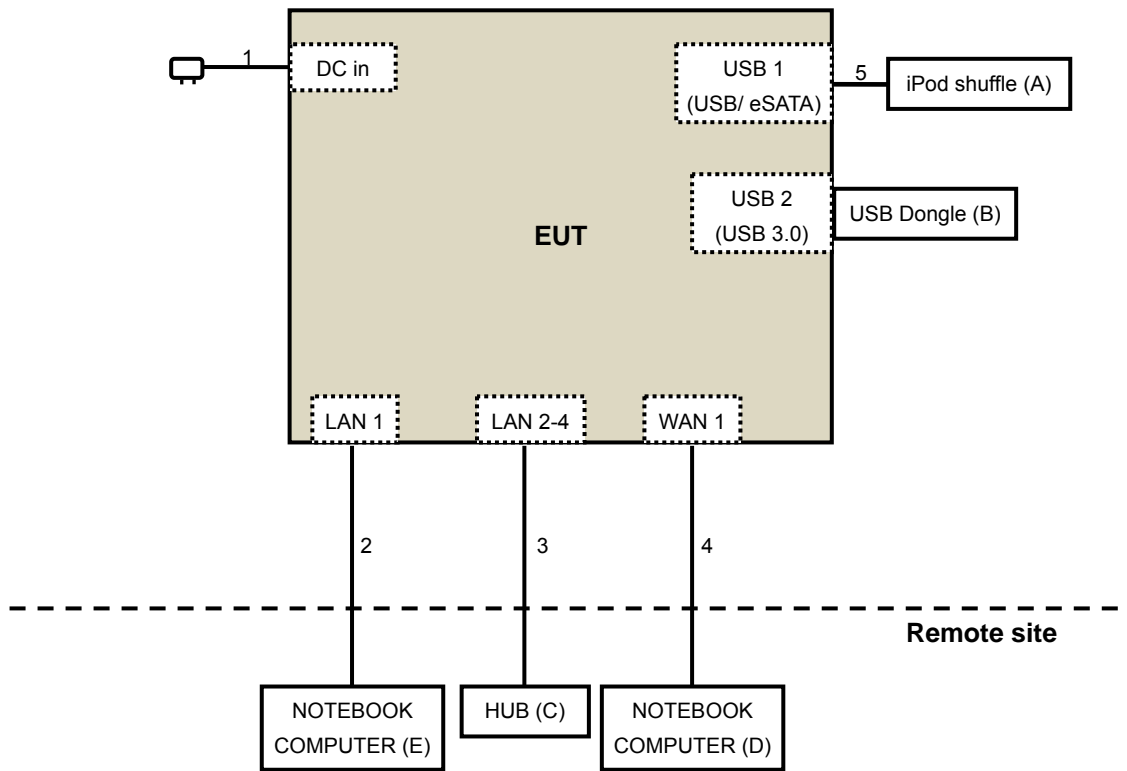 1
DC in
USB 1
(USB/ eSATA)
5
iPod shuffle (A)
USB 2
(USB 3.0)
USB Dongle (B)
EUT
LAN 1
LAN 2-4
WAN 1
2
3
4
Remote site
NOTEBOOK
COMPUTER (E)
HUB (C)
NOTEBOOK
COMPUTER (D)